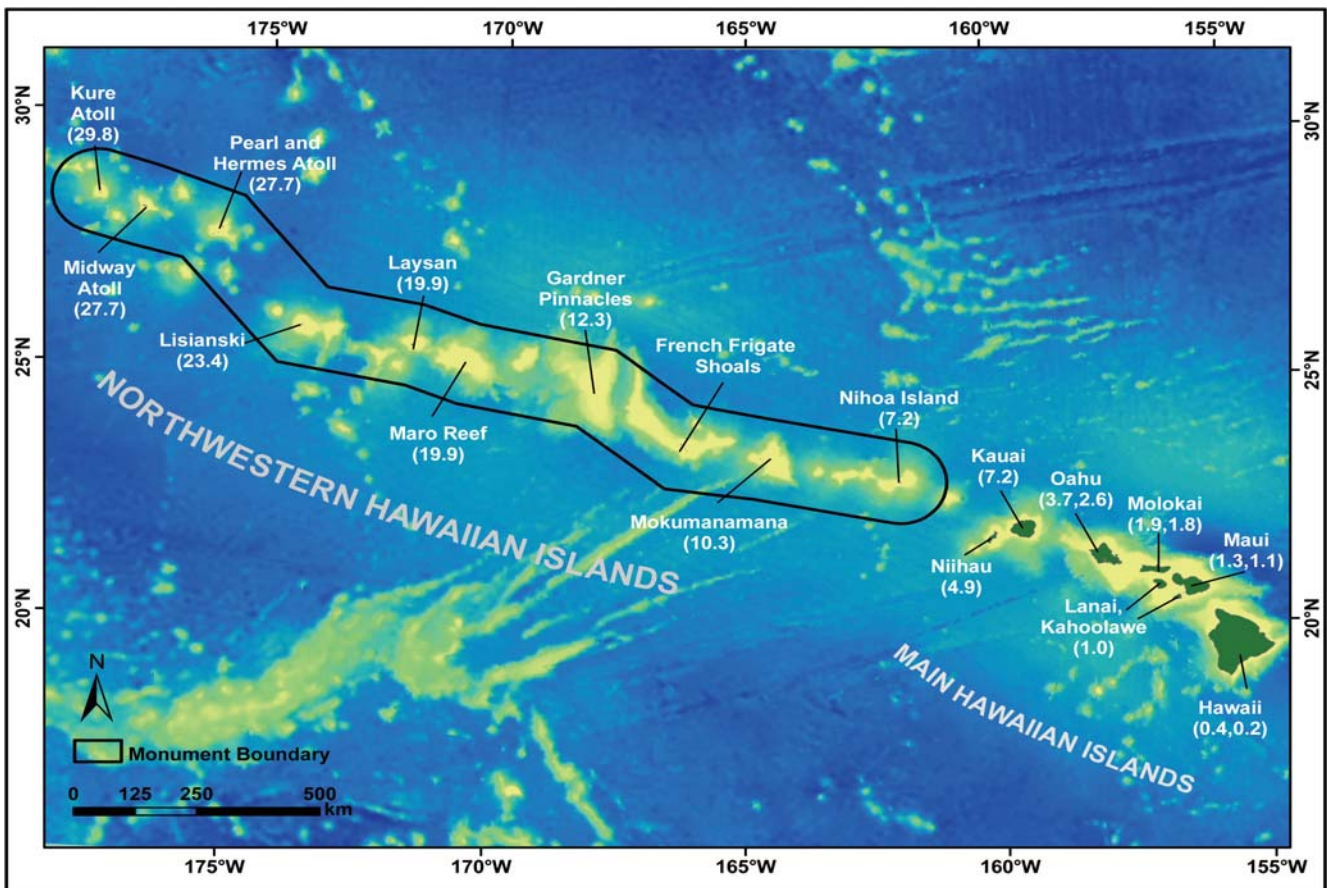 175°W
170°W
165°W
160°W
155°W
30°N
30°N
Kure
Atoll
(29.8)
Pearl and
Hermes Atoll
(27.7)
Midway
Atoll
(27.7)
Laysan
(19.9)
Gardner
Pinnacles
(12.3)
Lisianski
(23.4)
French Frigate
Shoals
25°N
25°N
Nihoa Island
(7.2)
Maro Reef
(19.9)
Kauai
(7.2)
Oahu
(3.7,2.6)
Molokai
(1.9,1.8)
Maui
(1.3,1.1)
Mokumanamana
(10.3)
Niihau
(4.9)
Lanai,
Kahoolawe
(1.0)
NORTHWESTERN HAWAIIAN ISLANDS
20°N
20°N
MAIN HAWAIIAN ISLANDS
Hawaii
(0.4,0.2)
N
Monument Boundary
0
125
250
500
km
175°W
170°W
165°W
160°W
155°W